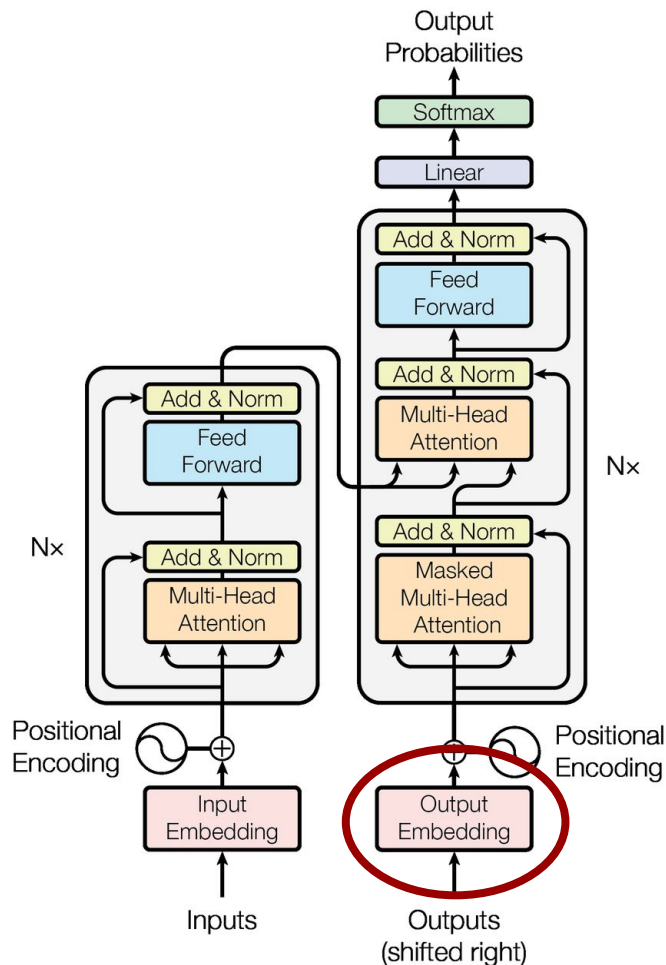 Output
Probabilities
Softmax
Linear
Add & Norm
Feed
Forward
Add & Norm
Multi-Head
Attention
Add & Norm
Masked
Multi-Head
Attention
Nx
Add & Norm
Feed
Forward
Add & Norm
Multi-Head
Attention
Nx
Positional
Encoding
Positional
Encoding
Input
Embedding
Output
Embedding
Inputs
Outputs
(shifted right)